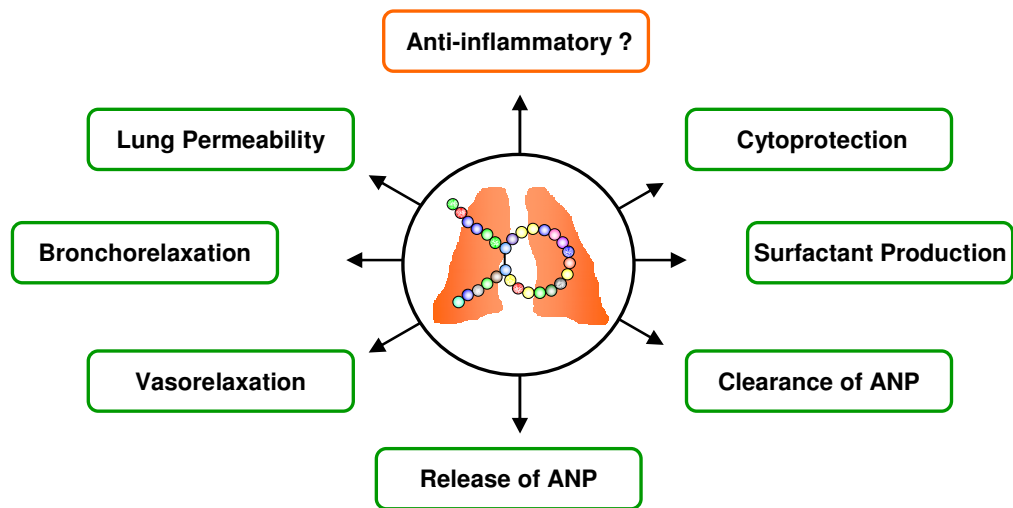 Anti-inflammatory ?
Lung Permeability
Cytoprotection
Bronchorelaxation
Surfactant Production
Vasorelaxation
Clearance of ANP
Release of ANP